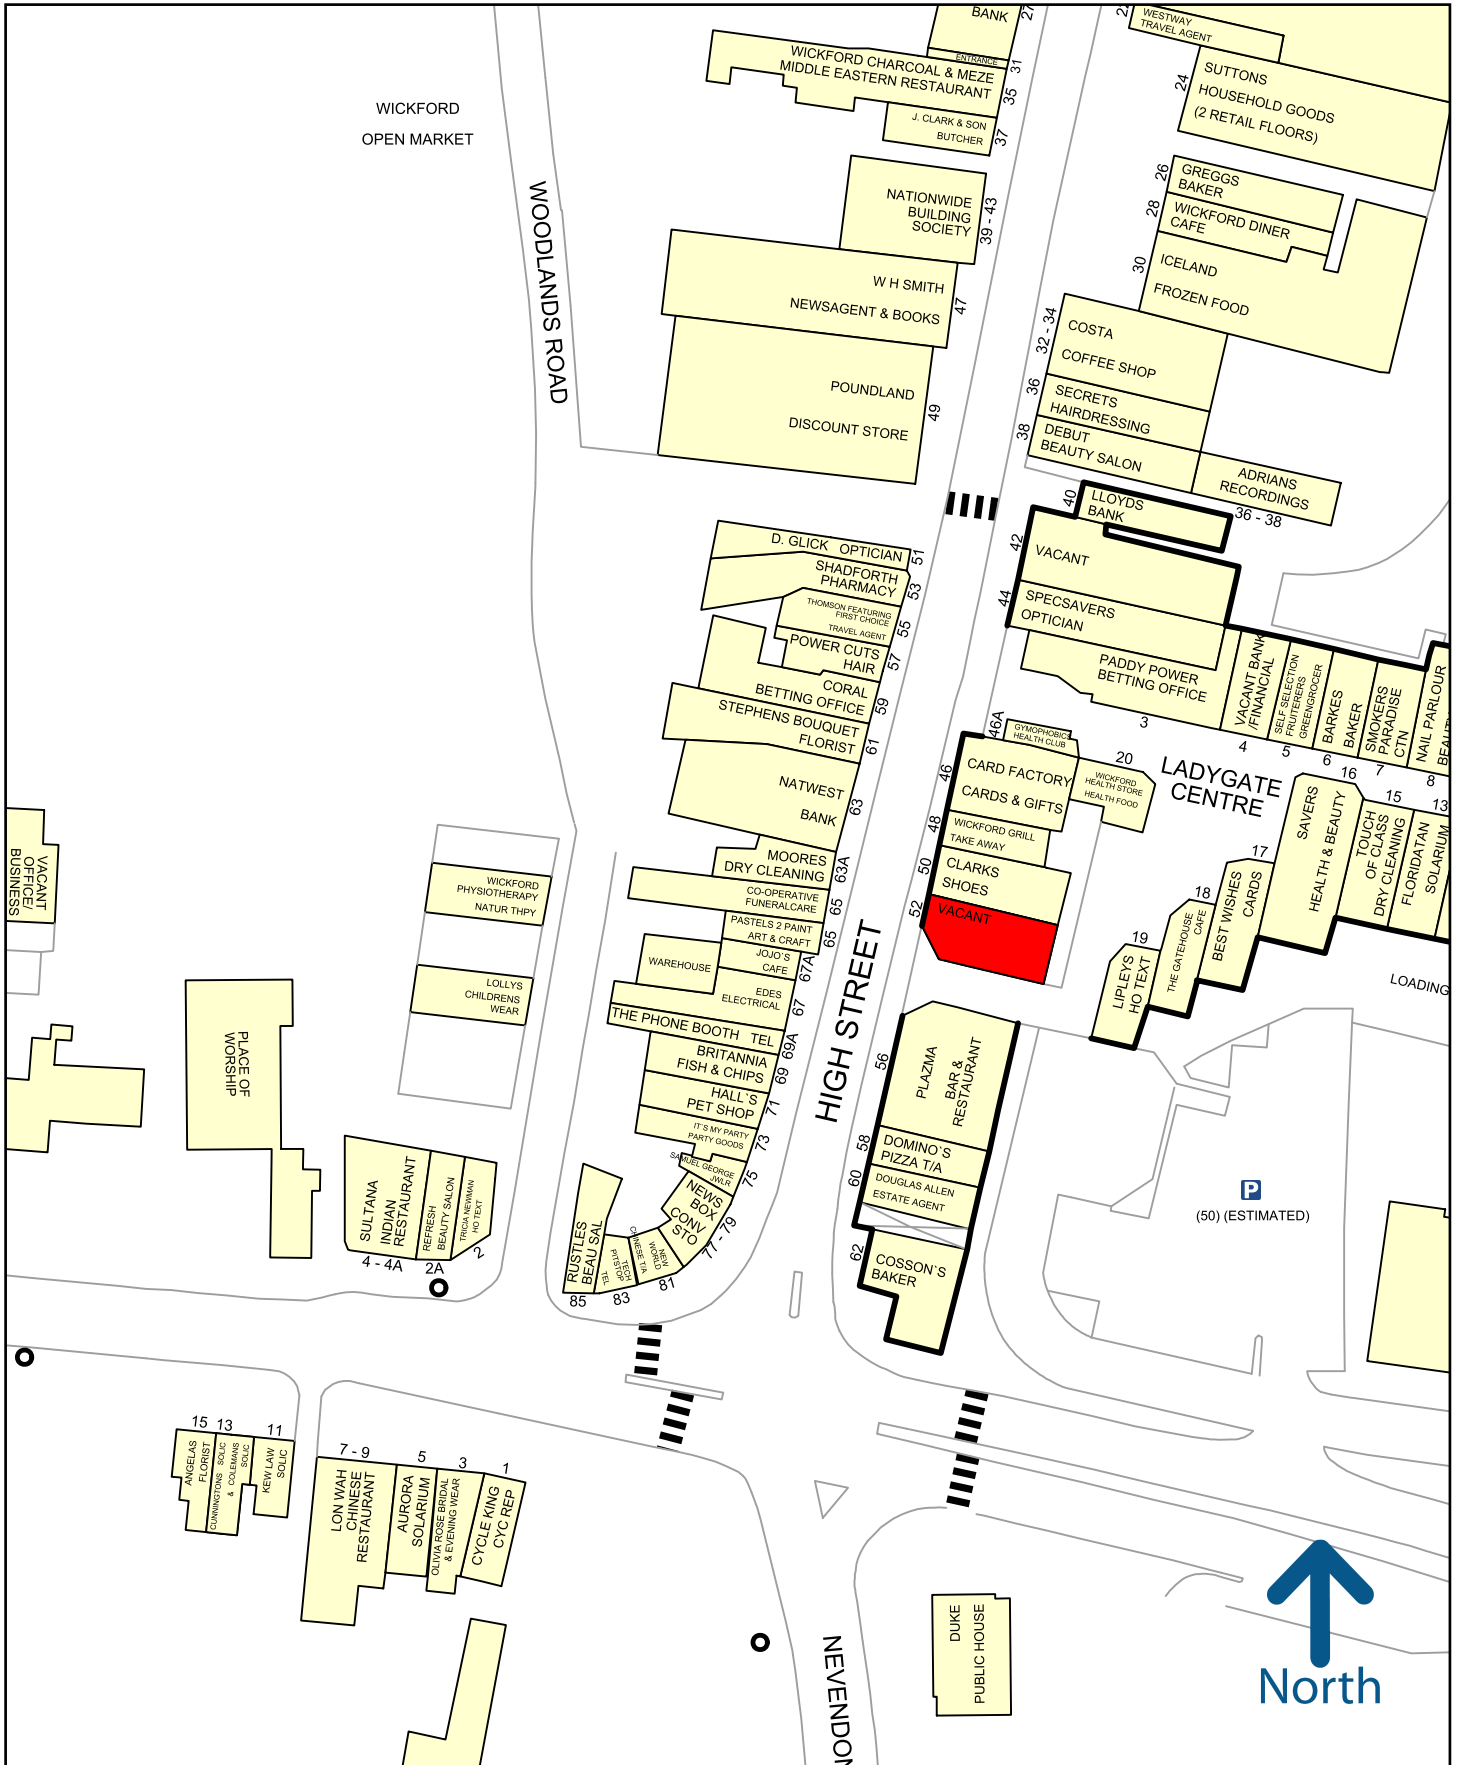 BANK
27
ENTRANCE
31
WICKFORD CHARCOAL & MEZE
MIDDLE EASTERN RESTAURANT
35
J. CLARK & SON
BUTCHER
37
WESTWAY
TRAVEL AGENT
24
SUTTONS
HOUSEHOLD GOODS
(2 RETAIL FLOORS)
WICKFORD
OPEN MARKET
WOODLANDS ROAD
NATIONWIDE
BUILDING
SOCIETY
39 - 43
26
GREGGS
BAKER
28
WICKFORD DINER
CAFE
30
ICELAND
FROZEN FOOD
W H SMITH
NEWSAGENT & BOOKS
47
32 - 34
COSTA
COFFEE SHOP
POUNDLAND
DISCOUNT STORE
49
36
SECRETS
HAIRDRESSING
38
DEBUT
BEAUTY SALON
ADRIANS
RECORDINGS
36 - 38
40
LLOYDS
BANK
42
VACANT
44
SPECSAVERS
OPTICIAN
D. GLICK OPTICIAN
51
SHADFORTH
PHARMACY
53
THOMSON FEATURING
FIRST CHOICE
TRAVEL AGENT
55
POWER CUTS
HAIR
57
CORAL
BETTING OFFICE
59
STEPHENS BOUQUET
FLORIST
61
NATWEST
BANK
63
PADDY POWER
BETTING OFFICE
3
VACANT BANK
/FINANCIAL
4
SELF SELECTION
FRUITERERS
GREENGROCER
5
BARKES
BAKER
6
SMOKERS
PARADISE
CTN
7
NAIL PARLOUR
8
46A
GYMOPHOBICS
HEALTH CLUB
46
CARD FACTORY
CARDS & GIFTS
20
WICKFORD
HEALTH STORE
HEALTH FOOD
LADYGATE
CENTRE
48
WICKFORD GRILL
TAKE AWAY
50
CLARKS
SHOES
52
VACANT
16
SAVERS
HEALTH & BEAUTY
15
TOUCH
OF CLASS
DRY CLEANING
13
FLORIDATAN
SOLARIUM
17
BEST WISHES
CARDS
18
THE GATEHOUSE
CAFE
19
LIPLEYS
HO TEXT
LOADING
MOORES
DRY CLEANING
63A
CO-OPERATIVE
FUNERALCARE
65
PASTELS 2 PAINT
ART & CRAFT
65
JOJO`S
CAFE
67A
WAREHOUSE
EDES
ELECTRICAL
67
THE PHONE BOOTH TEL
69A
BRITANNIA
FISH & CHIPS
69
HALL`S
PET SHOP
71
IT`S MY PARTY
PARTY GOODS
73
SAMUEL GEORGE
JWLR
75
NEWS
BOX
CONV
STO
77 - 79
NEW
WORLD
CHINESE T/A
81
TECH
PITSTOP
TEL
83
RUSTLES
BEAU SAL
85
HIGH STREET
56
PLAZMA
BAR &
RESTAURANT
58
DOMINO`S
PIZZA T/A
60
DOUGLAS ALLEN
ESTATE AGENT
62
COSSON`S
BAKER
P
(50) (ESTIMATED)
VACANT
OFFICE/
BUSINESS
WICKFORD
PHYSIOTHERAPY
NATUR THPY
LOLLYS
CHILDRENS
WEAR
PLACE OF
WORSHIP
SULTANA
INDIAN
RESTAURANT
4 - 4A
REFRESH
BEAUTY SALON
2A
TRICIA NEWMAN
HO TEXT
2
15
ANGELAS
FLORIST
13
CUNNINGTONS SOLIC
& COLEMANS
SOLIC
11
KEW LAW
SOLIC
7 - 9
LON WAH
CHINESE
RESTAURANT
5
AURORA
SOLARIUM
3
OLIVIA ROSE BRIDAL
& EVENING WEAR
1
CYCLE KING
CYC REP
DUKE
PUBLIC HOUSE
NEVENDON
North